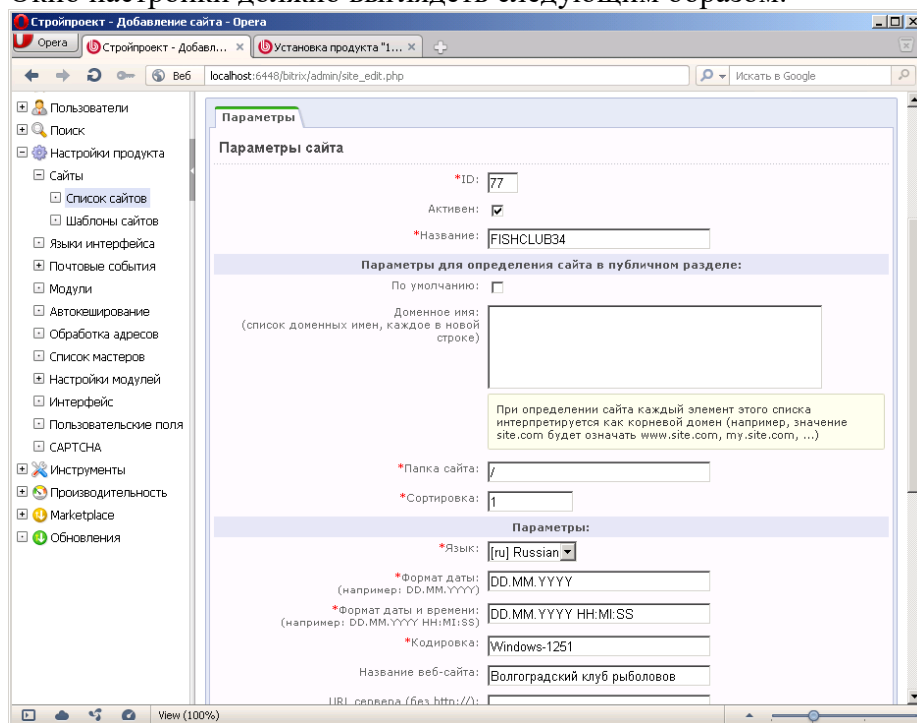 Окно настройки должно выглядеть следующим образом:
Стройпроект - Добавление сайта - Opera
Opera
Стройпроект - Добавл...
Установка продукта "1...
Веб
localhost:6448/bitrix/admin/site_edit.php
Искать в Google
Пользователи
Поиск
Настройки продукта
Сайты
Список сайтов
Шаблоны сайтов
Языки интерфейса
Почтовые события
Модули
Автокеширование
Обработка адресов
Список мастеров
Настройки модулей
Интерфейс
Пользовательские поля
CAPTCHA
Инструменты
Производительность
Marketplace
Обновления
Параметры
Параметры сайта
*ID: 77
Активен:
*Название: FISHCLUB34
Параметры для определения сайта в публичном разделе:
По умолчанию:
Доменное имя:
(список доменных имен, каждое в новой
строке)
При определении сайта каждый элемент этого списка
интерпретируется как корневой домен (например, значение
site.com будет означать www.site.com, my.site.com, ...)
*Папка сайта: /
*Сортировка: 1
Параметры:
*Язык: [ru] Russian
*Формат даты: DD.MM.YYYY
(например: DD.MM.YYYY)
*Формат даты и времени: DD.MM.YYYY HH:MI:SS
(например: DD.MM.YYYY HH:MI:SS)
*Кодировка: Windows-1251
Название веб-сайта: Волгоградский клуб рыболовов
URL сервера (без http://):
View (100%)